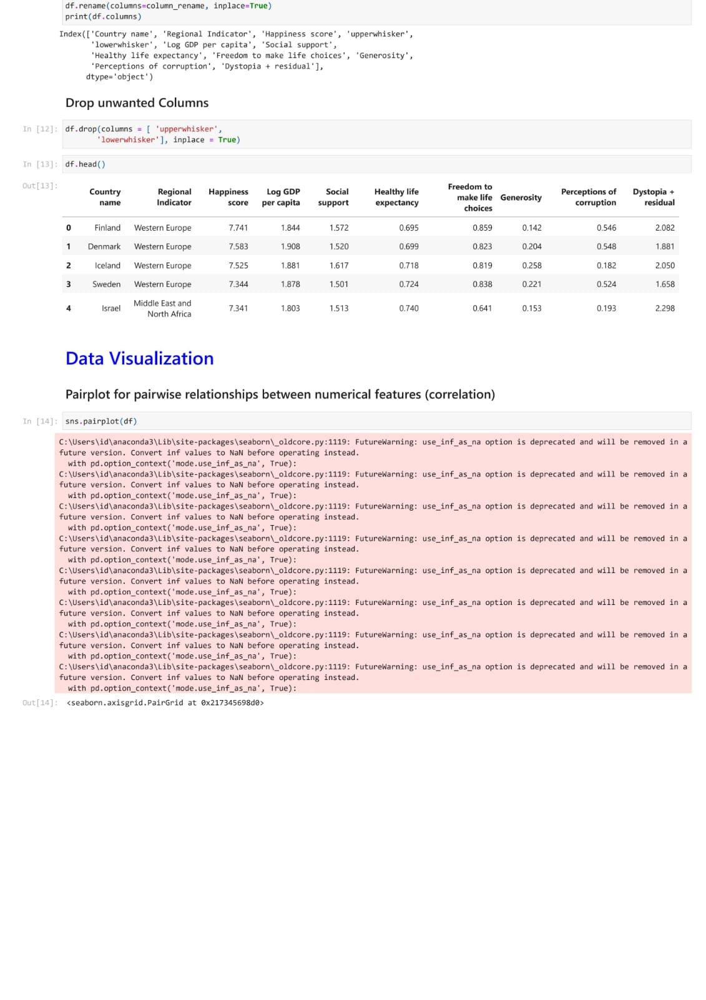 df.rename(columns=column_rename, inplace=True)
print(df.columns)
Index(['Country name', 'Regional Indicator', 'Happiness score', 'upperwhisker',
'lowerwhisker', 'Log GDP per capita', 'Social support',
'Healthy life expectancy', 'Freedom to make life choices', 'Generosity',
'Perceptions of corruption', 'Dystopia + residual'],
dtype='object')
Drop unwanted Columns
In [12]: df.drop(columns = [ 'upperwhisker',
'lowerwhisker'], inplace = True)
In [13]: df.head()
Out[13]:
Country name Regional Indicator Happiness score Log GDP per capita Social support Healthy life expectancy Freedom to make life choices Generosity Perceptions of corruption Dystopia + residual
0 Finland Western Europe 7.741 1.844 1.572 0.695 0.859 0.142 0.546 2.082
1 Denmark Western Europe 7.583 1.908 1.520 0.699 0.823 0.204 0.548 1.881
2 Iceland Western Europe 7.525 1.881 1.617 0.718 0.819 0.258 0.182 2.050
3 Sweden Western Europe 7.344 1.878 1.501 0.724 0.838 0.221 0.524 1.658
4 Israel Middle East and North Africa 7.341 1.803 1.513 0.740 0.641 0.153 0.193 2.298
Data Visualization
Pairplot for pairwise relationships between numerical features (correlation)
In [14]: sns.pairplot(df)
C:\Users\id\anaconda3\Lib\site-packages\seaborn\_oldcore.py:1119: FutureWarning: use_inf_as_na option is deprecated and will be removed in a
future version. Convert inf values to NaN before operating instead.
with pd.option_context('mode.use_inf_as_na', True):
C:\Users\id\anaconda3\Lib\site-packages\seaborn\_oldcore.py:1119: FutureWarning: use_inf_as_na option is deprecated and will be removed in a
future version. Convert inf values to NaN before operating instead.
with pd.option_context('mode.use_inf_as_na', True):
C:\Users\id\anaconda3\Lib\site-packages\seaborn\_oldcore.py:1119: FutureWarning: use_inf_as_na option is deprecated and will be removed in a
future version. Convert inf values to NaN before operating instead.
with pd.option_context('mode.use_inf_as_na', True):
C:\Users\id\anaconda3\Lib\site-packages\seaborn\_oldcore.py:1119: FutureWarning: use_inf_as_na option is deprecated and will be removed in a
future version. Convert inf values to NaN before operating instead.
with pd.option_context('mode.use_inf_as_na', True):
C:\Users\id\anaconda3\Lib\site-packages\seaborn\_oldcore.py:1119: FutureWarning: use_inf_as_na option is deprecated and will be removed in a
future version. Convert inf values to NaN before operating instead.
with pd.option_context('mode.use_inf_as_na', True):
C:\Users\id\anaconda3\Lib\site-packages\seaborn\_oldcore.py:1119: FutureWarning: use_inf_as_na option is deprecated and will be removed in a
future version. Convert inf values to NaN before operating instead.
with pd.option_context('mode.use_inf_as_na', True):
C:\Users\id\anaconda3\Lib\site-packages\seaborn\_oldcore.py:1119: FutureWarning: use_inf_as_na option is deprecated and will be removed in a
future version. Convert inf values to NaN before operating instead.
with pd.option_context('mode.use_inf_as_na', True):
C:\Users\id\anaconda3\Lib\site-packages\seaborn\_oldcore.py:1119: FutureWarning: use_inf_as_na option is deprecated and will be removed in a
future version. Convert inf values to NaN before operating instead.
with pd.option_context('mode.use_inf_as_na', True):
Out[14]: <seaborn.axisgrid.PairGrid at 0x217345698d0>